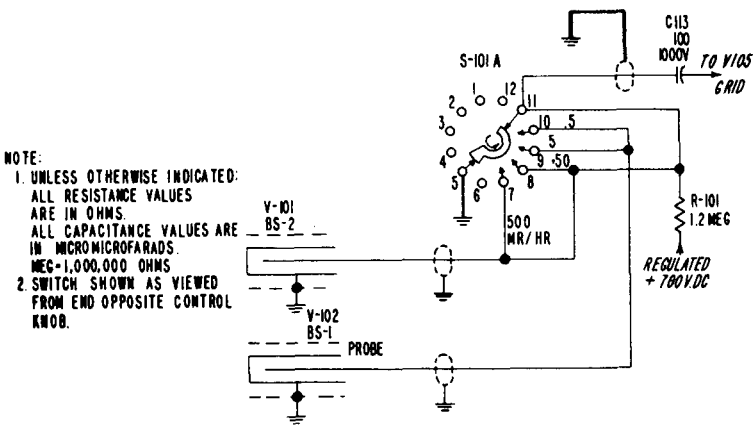 C113
100
1000V
TO V105
GRID
S-101A
1
12
2
11
3
10 .5
4
5
9 .50
5
6
7
8
500
MR/HR
R-101
1.2 MEG
REGULATED
+ 700V.DC
NOTE:
1. UNLESS OTHERWISE INDICATED:
ALL RESISTANCE VALUES
ARE IN OHMS.
ALL CAPACITANCE VALUES ARE
IN MICROMICROFARADS.
MEG=1,000,000 OHMS
2. SWITCH SHOWN AS VIEWED
FROM END OPPOSITE CONTROL
KNOB.
V-101
BS-2
V-102
BS-1
PROBE